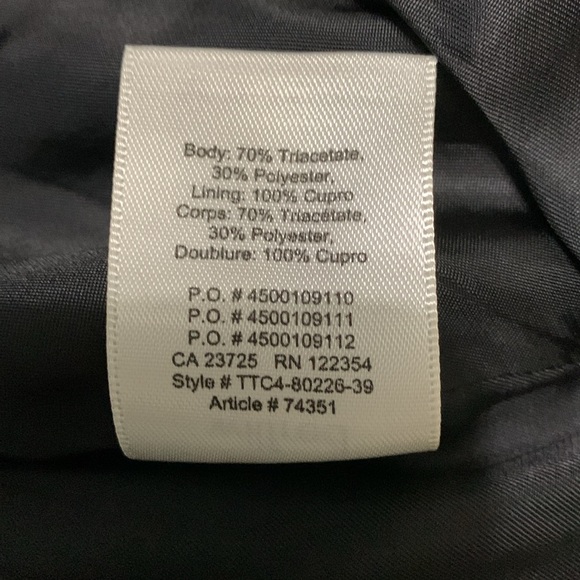 Body: 70% Triacetate,
30% Polyester,
Lining: 100% Cupro
Corps: 70% Triacétate,
30% Polyester,
Doublure: 100% Cupro
P.O. # 4500109110
P.O. # 4500109111
P.O. # 4500109112
CA 23725 RN 122354
Style # TTC4-80226-39
Article # 74351